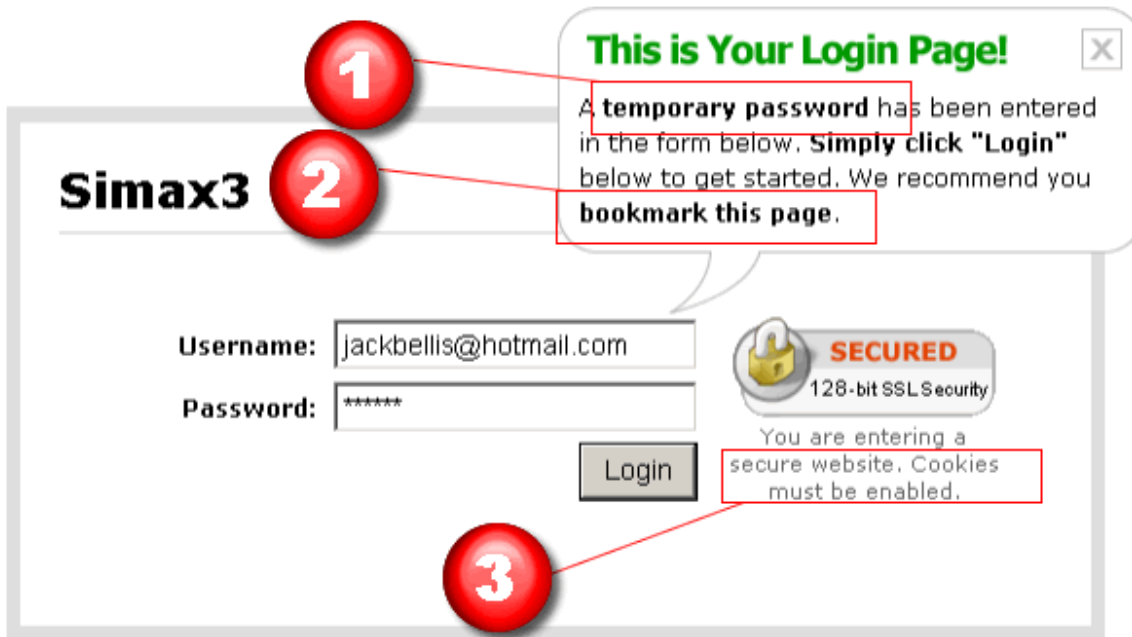 1
This is Your Login Page!
X
A temporary password has been entered
in the form below. Simply click "Login"
below to get started. We recommend you
bookmark this page.
2
Simax3
Username: jackbellis@hotmail.com
Password: ******
Login
SECURED
128-bit SSL Security
You are entering a
secure website. Cookies
must be enabled.
3